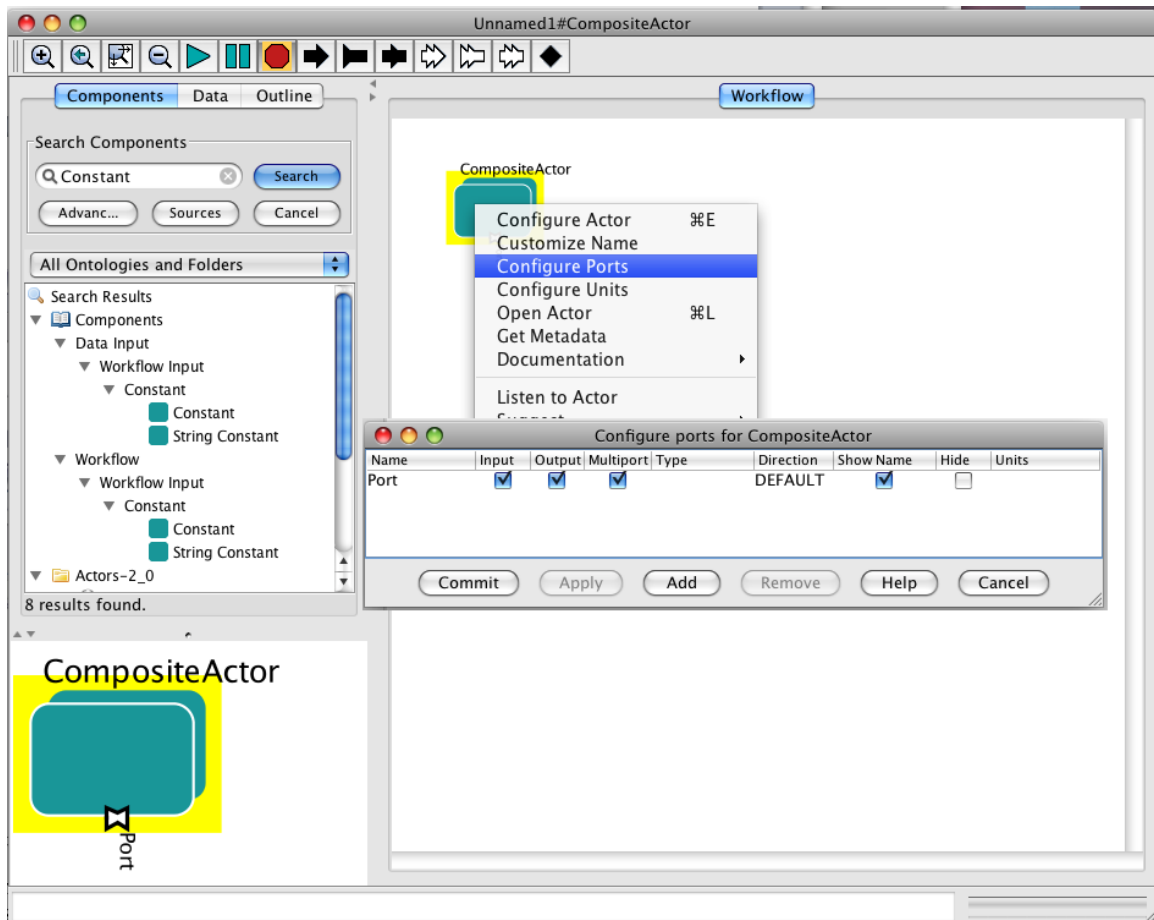 Unnamed1#CompositeActor
Components Data Outline
Workflow
Search Components
Constant Search
Advanc... Sources Cancel
All Ontologies and Folders
Search Results
Components
Data Input
Workflow Input
Constant
Constant
String Constant
Workflow
Workflow Input
Constant
Constant
String Constant
Actors-2_0
8 results found.
CompositeActor
Port
CompositeActor
Configure Actor ⌘E
Customize Name
Configure Ports
Configure Units
Open Actor ⌘L
Get Metadata
Documentation
Listen to Actor
Configure ports for CompositeActor
Name Input Output Multiport Type Direction Show Name Hide Units
Port DEFAULT
Commit Apply Add Remove Help Cancel